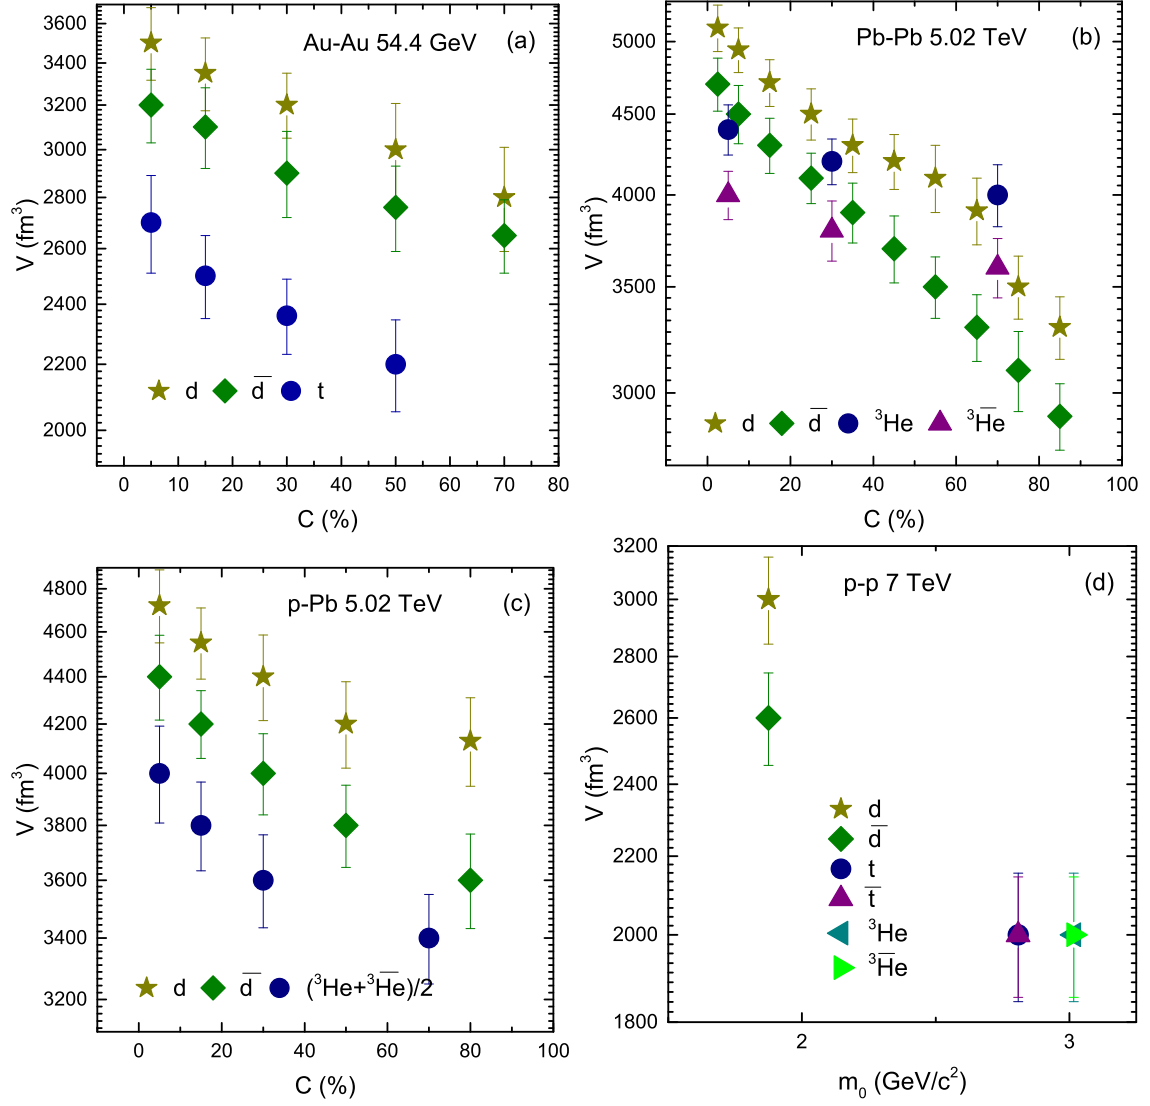 Au-Au 54.4 GeV (a)
3600
3400
3200
3000
2800
2600
2400
2200
2000
V (fm³)
d d̅ t
0 10 20 30 40 50 60 70 80
C (%)
Pb-Pb 5.02 TeV (b)
5000
4500
4000
3500
3000
V (fm³)
d d̅ ³He ³H̅e̅
0 20 40 60 80 100
C (%)
p-Pb 5.02 TeV (c)
4800
4600
4400
4200
4000
3800
3600
3400
3200
V (fm³)
d d̅ (³He+³H̅e̅)/2
0 20 40 60 80 100
C (%)
p-p 7 TeV (d)
3200
3000
2800
2600
2400
2200
2000
1800
V (fm³)
d
d̅
t
t̅
³He
³H̅e̅
2 3
m₀ (GeV/c²)